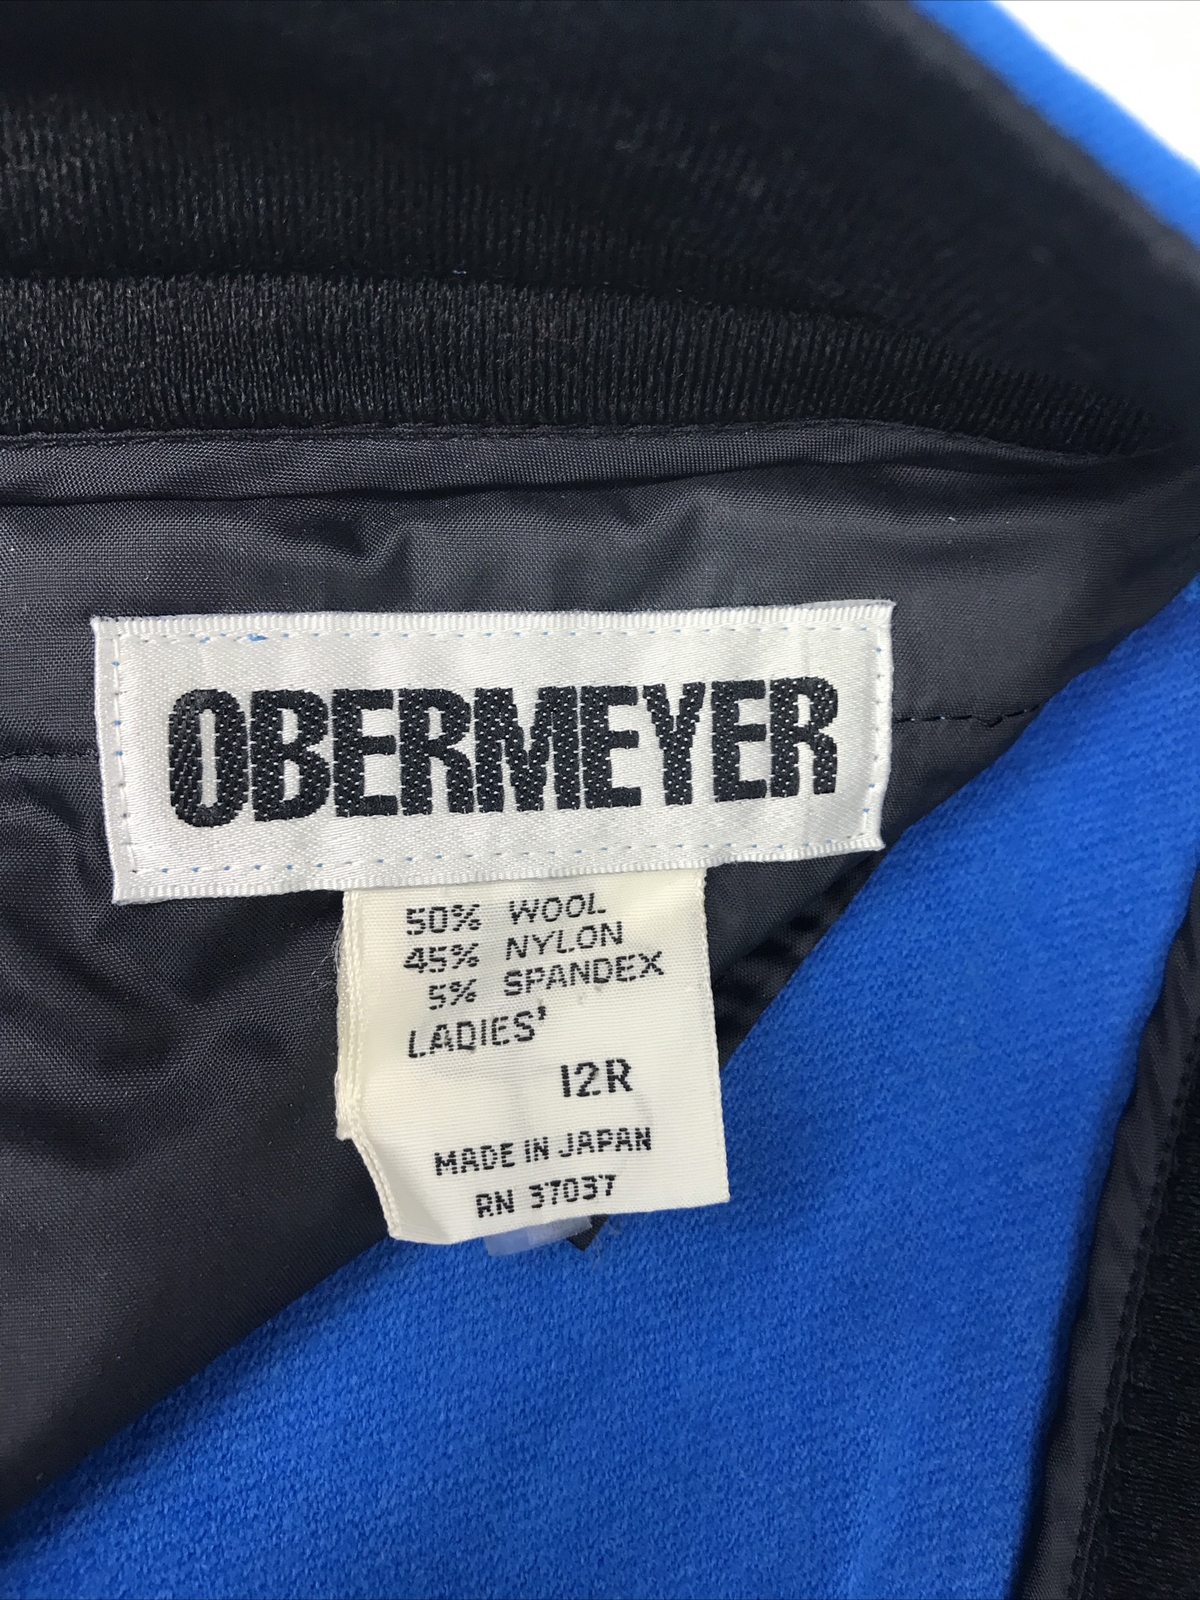 OBERMEYER
50% WOOL
45% NYLON
5% SPANDEX
LADIES'
12R
MADE IN JAPAN
RN 37037